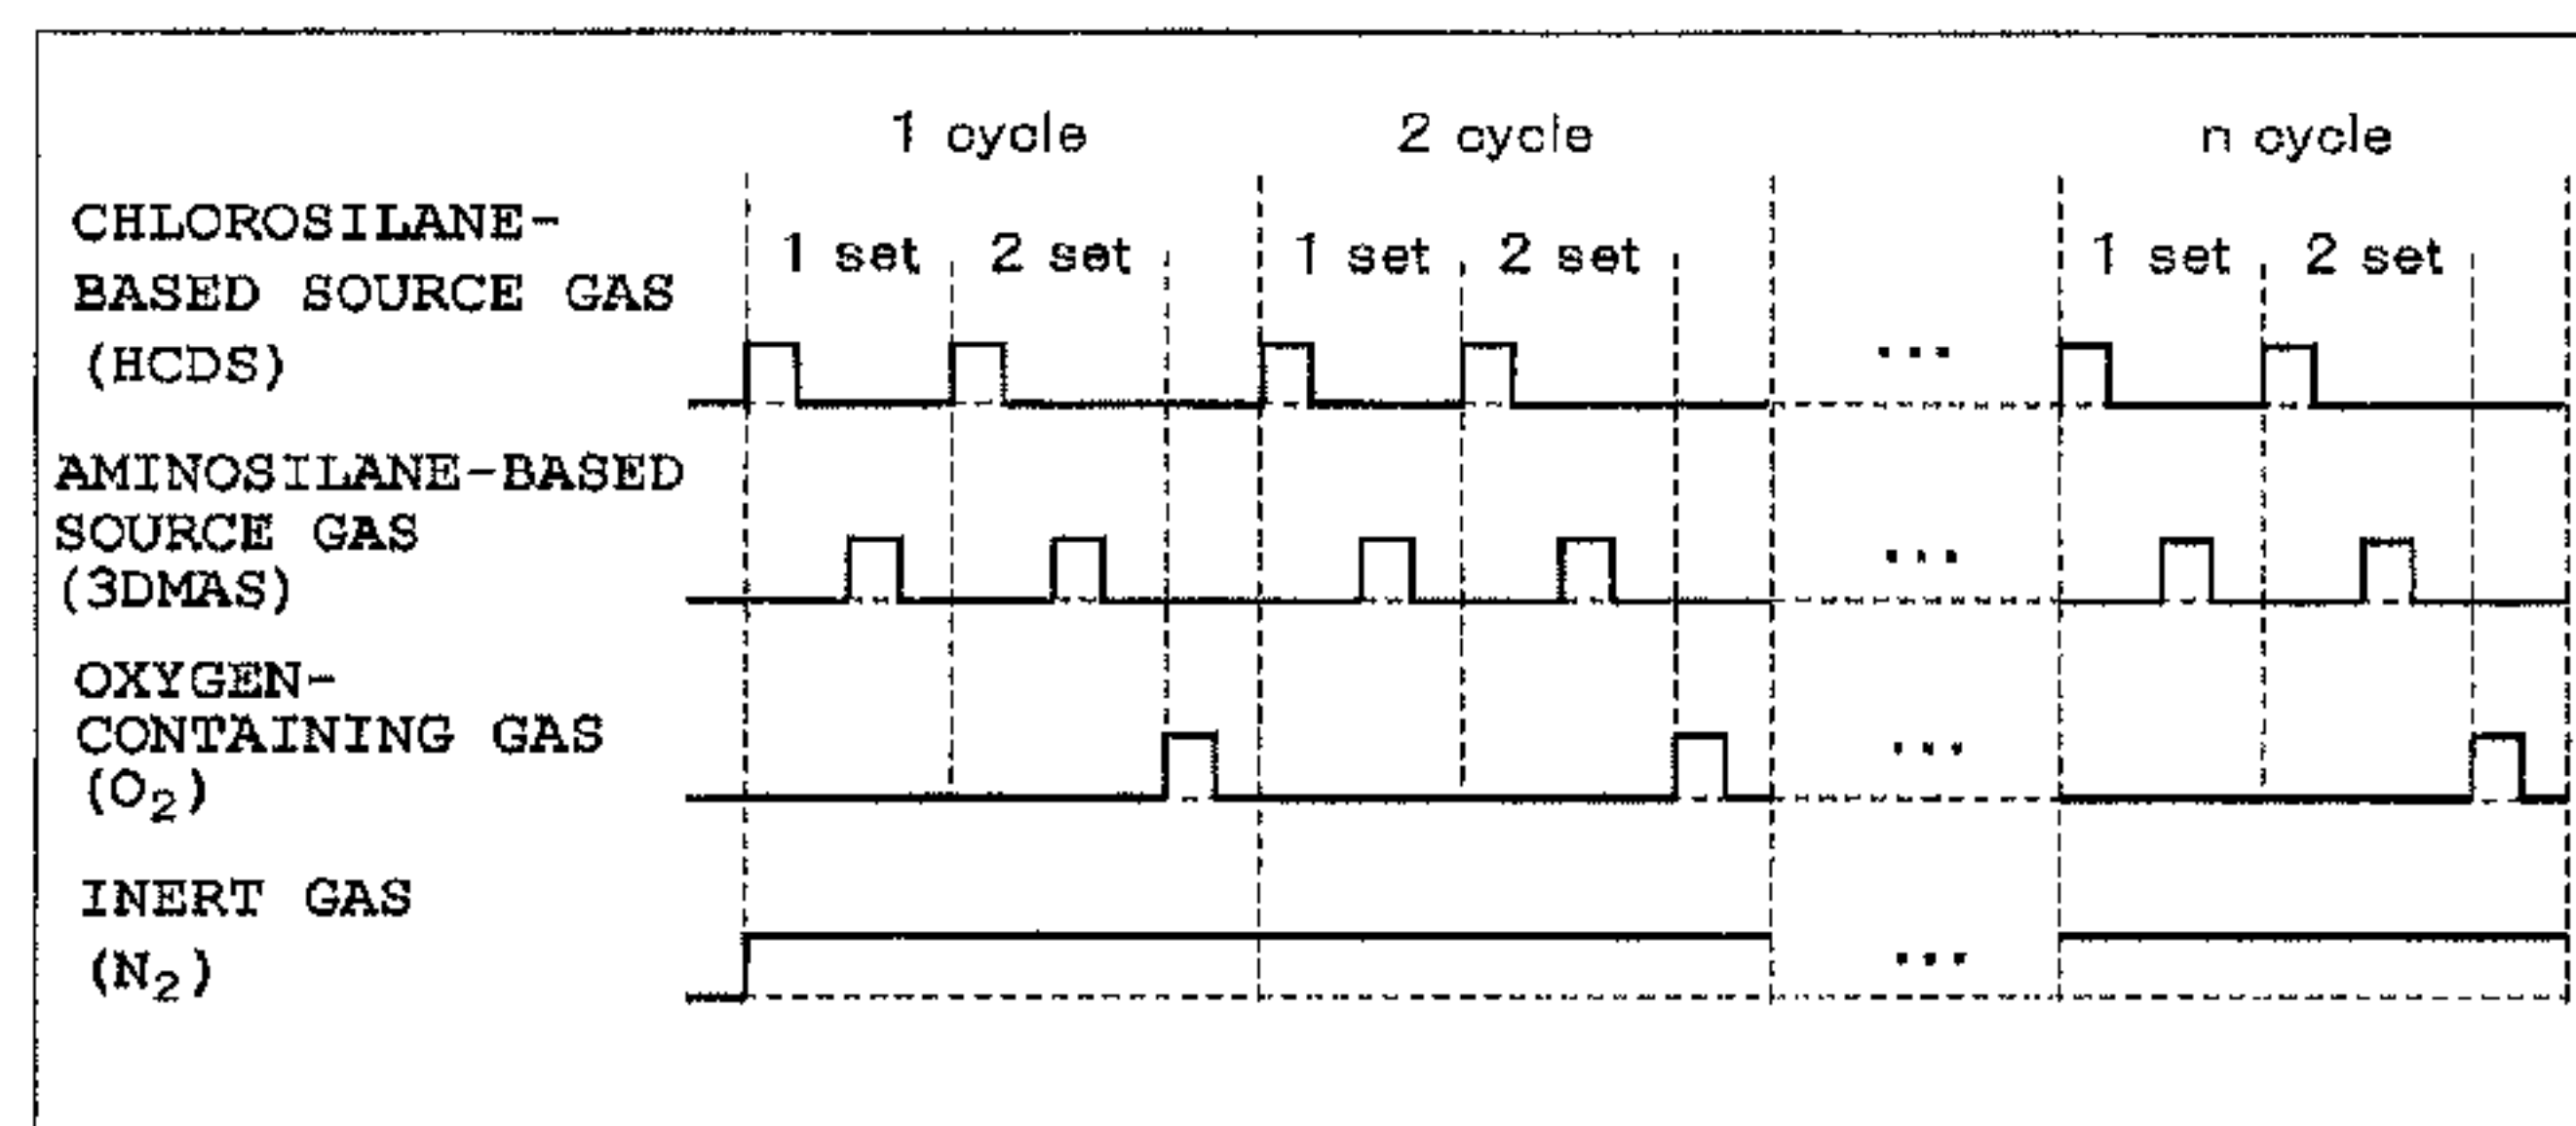 1 cycle 2 cycle n cycle
CHLOROSILANE-
1 set 2 set 1 set 2 set 1 set 2 set
BASED SOURCE GAS
(HCDS)
...
AMINOSILANE-BASED
SOURCE GAS
...
(3DMAS)
OXYGEN-
CONTAINING GAS
...
(O₂)
INERT GAS
(N₂)
...